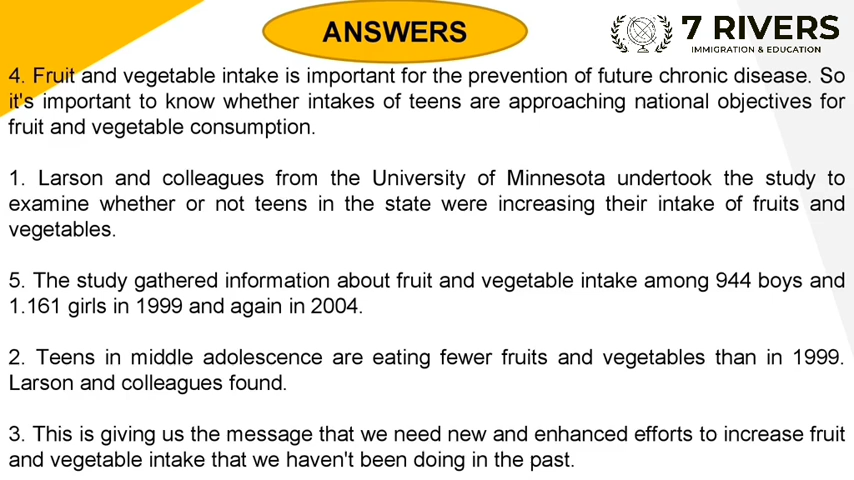 ANSWERS
7 RIVERS
IMMIGRATION & EDUCATION
4. Fruit and vegetable intake is important for the prevention of future chronic disease. So
it's important to know whether intakes of teens are approaching national objectives for
fruit and vegetable consumption.
1. Larson and colleagues from the University of Minnesota undertook the study to
examine whether or not teens in the state were increasing their intake of fruits and
vegetables.
5. The study gathered information about fruit and vegetable intake among 944 boys and
1.161 girls in 1999 and again in 2004.
2. Teens in middle adolescence are eating fewer fruits and vegetables than in 1999.
Larson and colleagues found.
3. This is giving us the message that we need new and enhanced efforts to increase fruit
and vegetable intake that we haven't been doing in the past.